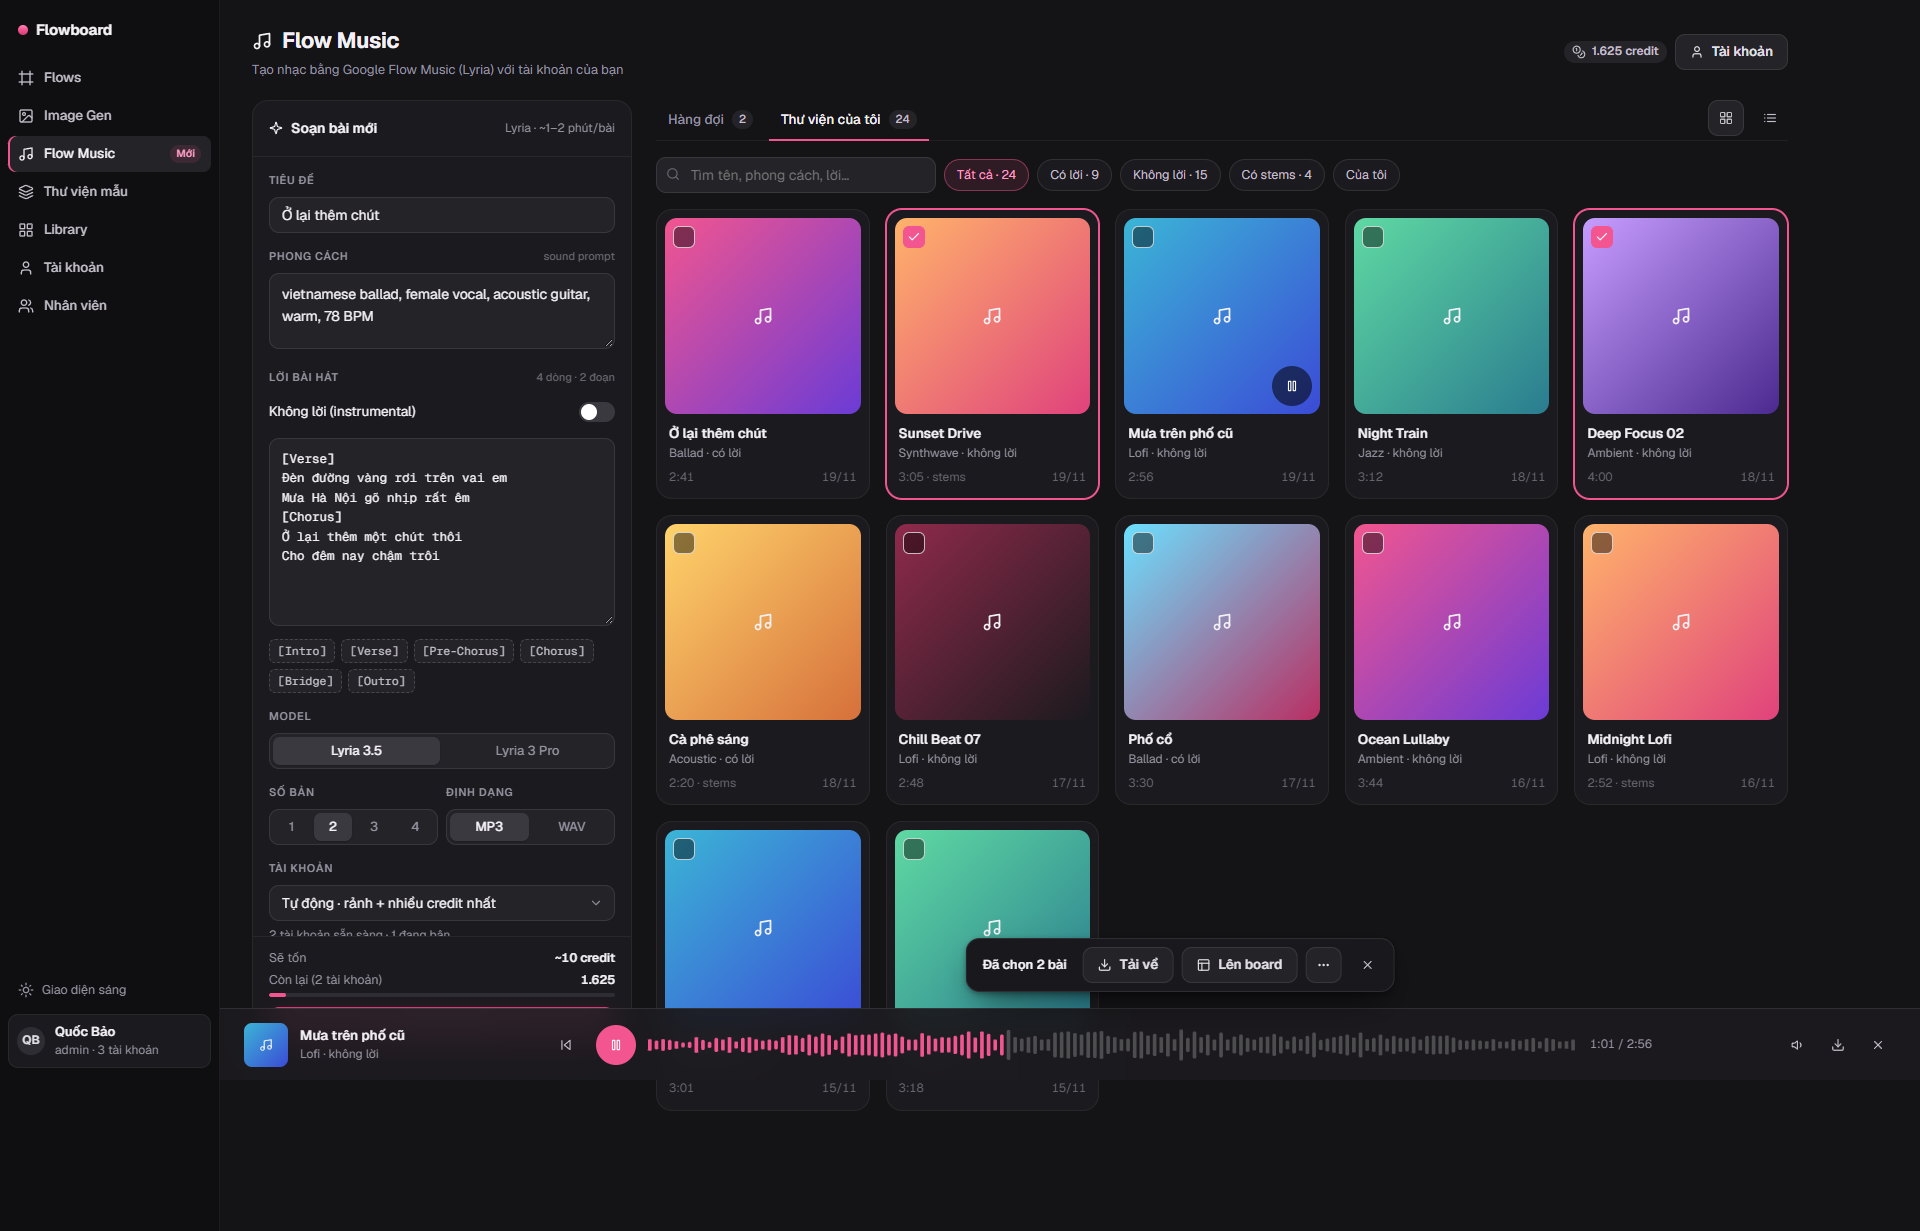 Flowboard
Flows
Image Gen
Flow Music
Mới
Thư viện mẫu
Library
Tài khoản
Nhân viên
Giao diện sáng
QB
Quốc Bảo
admin · 3 tài khoản
Flow Music
Tạo nhạc bằng Google Flow Music (Lyria) với tài khoản của bạn
1.625 credit
Tài khoản
Soạn bài mới
Lyria · ~1–2 phút/bài
TIÊU ĐỀ
Ở lại thêm chút
PHONG CÁCH
sound prompt
vietnamese ballad, female vocal, acoustic guitar,
warm, 78 BPM
LỜI BÀI HÁT
4 dòng · 2 đoạn
Không lời (instrumental)
[Verse]
Đèn đường vàng rơi trên vai em
Mưa Hà Nội gõ nhịp rất êm
[Chorus]
Ở lại thêm một chút thôi
Cho đêm nay chậm trôi
[Intro] [Verse] [Pre-Chorus] [Chorus]
[Bridge] [Outro]
MODEL
Lyria 3.5
Lyria 3 Pro
SỐ BẢN
1 2 3 4
ĐỊNH DẠNG
MP3 WAV
TÀI KHOẢN
Tự động · rảnh + nhiều credit nhất
2 tài khoản sẵn sàng · 1 đang bận
Sẽ tốn
~10 credit
Còn lại (2 tài khoản)
1.625
Hàng đợi 2
Thư viện của tôi 24
Tìm tên, phong cách, lời...
Tất cả · 24
Có lời · 9
Không lời · 15
Có stems · 4
Của tôi
Ở lại thêm chút
Ballad · có lời
2:41 19/11
Sunset Drive
Synthwave · không lời
3:05 · stems 19/11
Mưa trên phố cũ
Lofi · không lời
2:56 19/11
Night Train
Jazz · không lời
3:12 18/11
Deep Focus 02
Ambient · không lời
4:00 18/11
Cà phê sáng
Acoustic · có lời
2:20 · stems 18/11
Chill Beat 07
Lofi · không lời
2:48 17/11
Phố cổ
Ballad · có lời
3:30 17/11
Ocean Lullaby
Ambient · không lời
3:44 16/11
Midnight Lofi
Lofi · không lời
2:52 · stems 16/11
Đã chọn 2 bài
Tải về
Lên board
Mưa trên phố cũ
Lofi · không lời
1:01 / 2:56
3:01 15/11
3:18 15/11